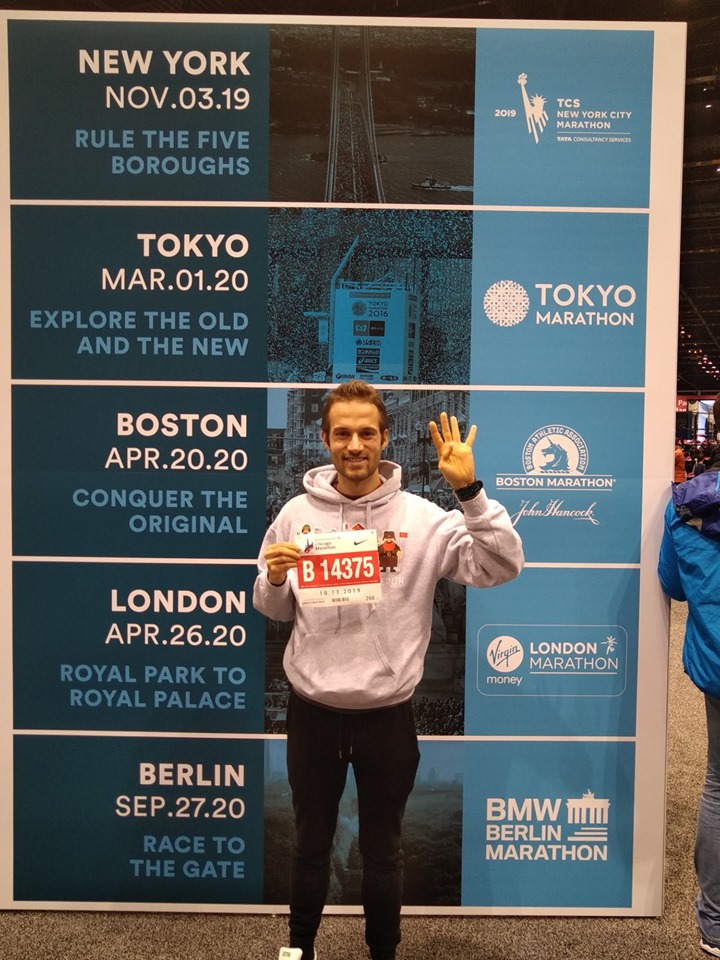 NEW YORK
NOV.03.19
RULE THE FIVE
BOROUGHS
2019
TCS
NEW YORK CITY
MARATHON
TATA CONSULTANCY SERVICES
TOKYO
MAR.01.20
EXPLORE THE OLD
AND THE NEW
TOKYO
MARATHON
2016
TOKYO
MARATHON
BOSTON
APR.20.20
CONQUER THE
ORIGINAL
BOSTON ATHLETIC ASSOCIATION
BOSTON MARATHON
John Hancock
Chicago
Marathon
B 14375
10.13.2019
LONDON
APR.26.20
ROYAL PARK TO
ROYAL PALACE
Virgin
money
LONDON
MARATHON
BERLIN
SEP.27.20
RACE TO
THE GATE
BMW
BERLIN
MARATHON